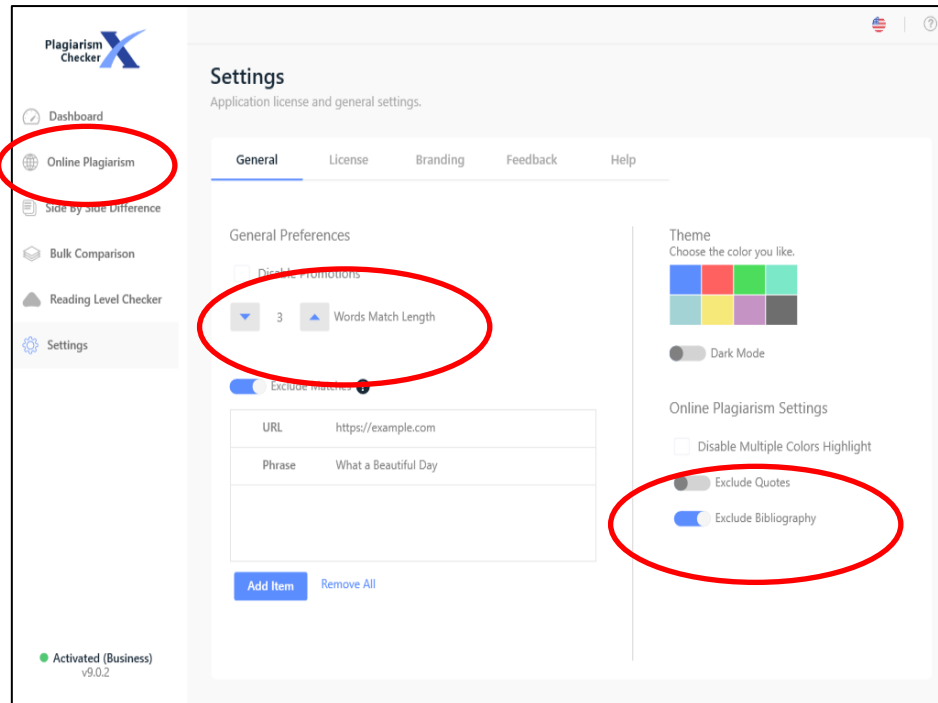 Plagiarism
Checker X
Dashboard
Online Plagiarism
Side By Side Difference
Bulk Comparison
Reading Level Checker
Settings
Activated (Business)
v9.0.2
Settings
Application license and general settings.
General License Branding Feedback Help
General Preferences
Disable Promotions
3 Words Match Length
Exclude Matches
URL https://example.com
Phrase What a Beautiful Day
Add Item Remove All
Theme
Choose the color you like.
Dark Mode
Online Plagiarism Settings
Disable Multiple Colors Highlight
Exclude Quotes
Exclude Bibliography